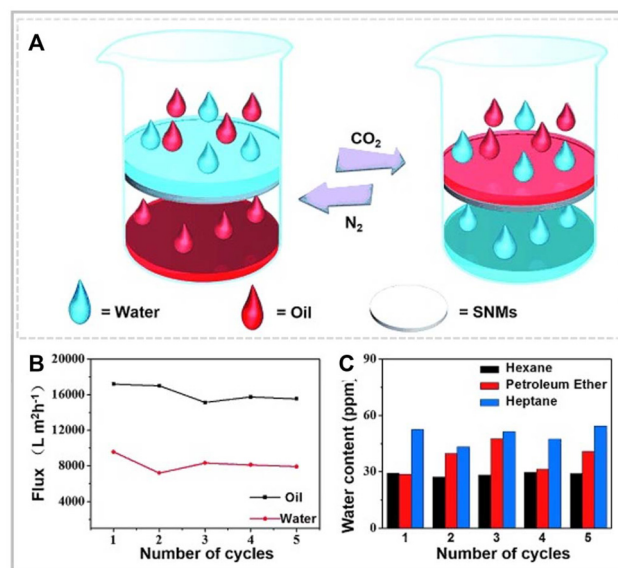 A
CO2
N2
= Water
= Oil
= SNMs
B
Flux (L m²h⁻¹)
20000
16000
12000
8000
4000
Oil
Water
1 2 3 4 5
Number of cycles
C
Water content (ppm)
90
60
30
0
Hexane
Petroleum Ether
Heptane
1 2 3 4 5
Number of cycles